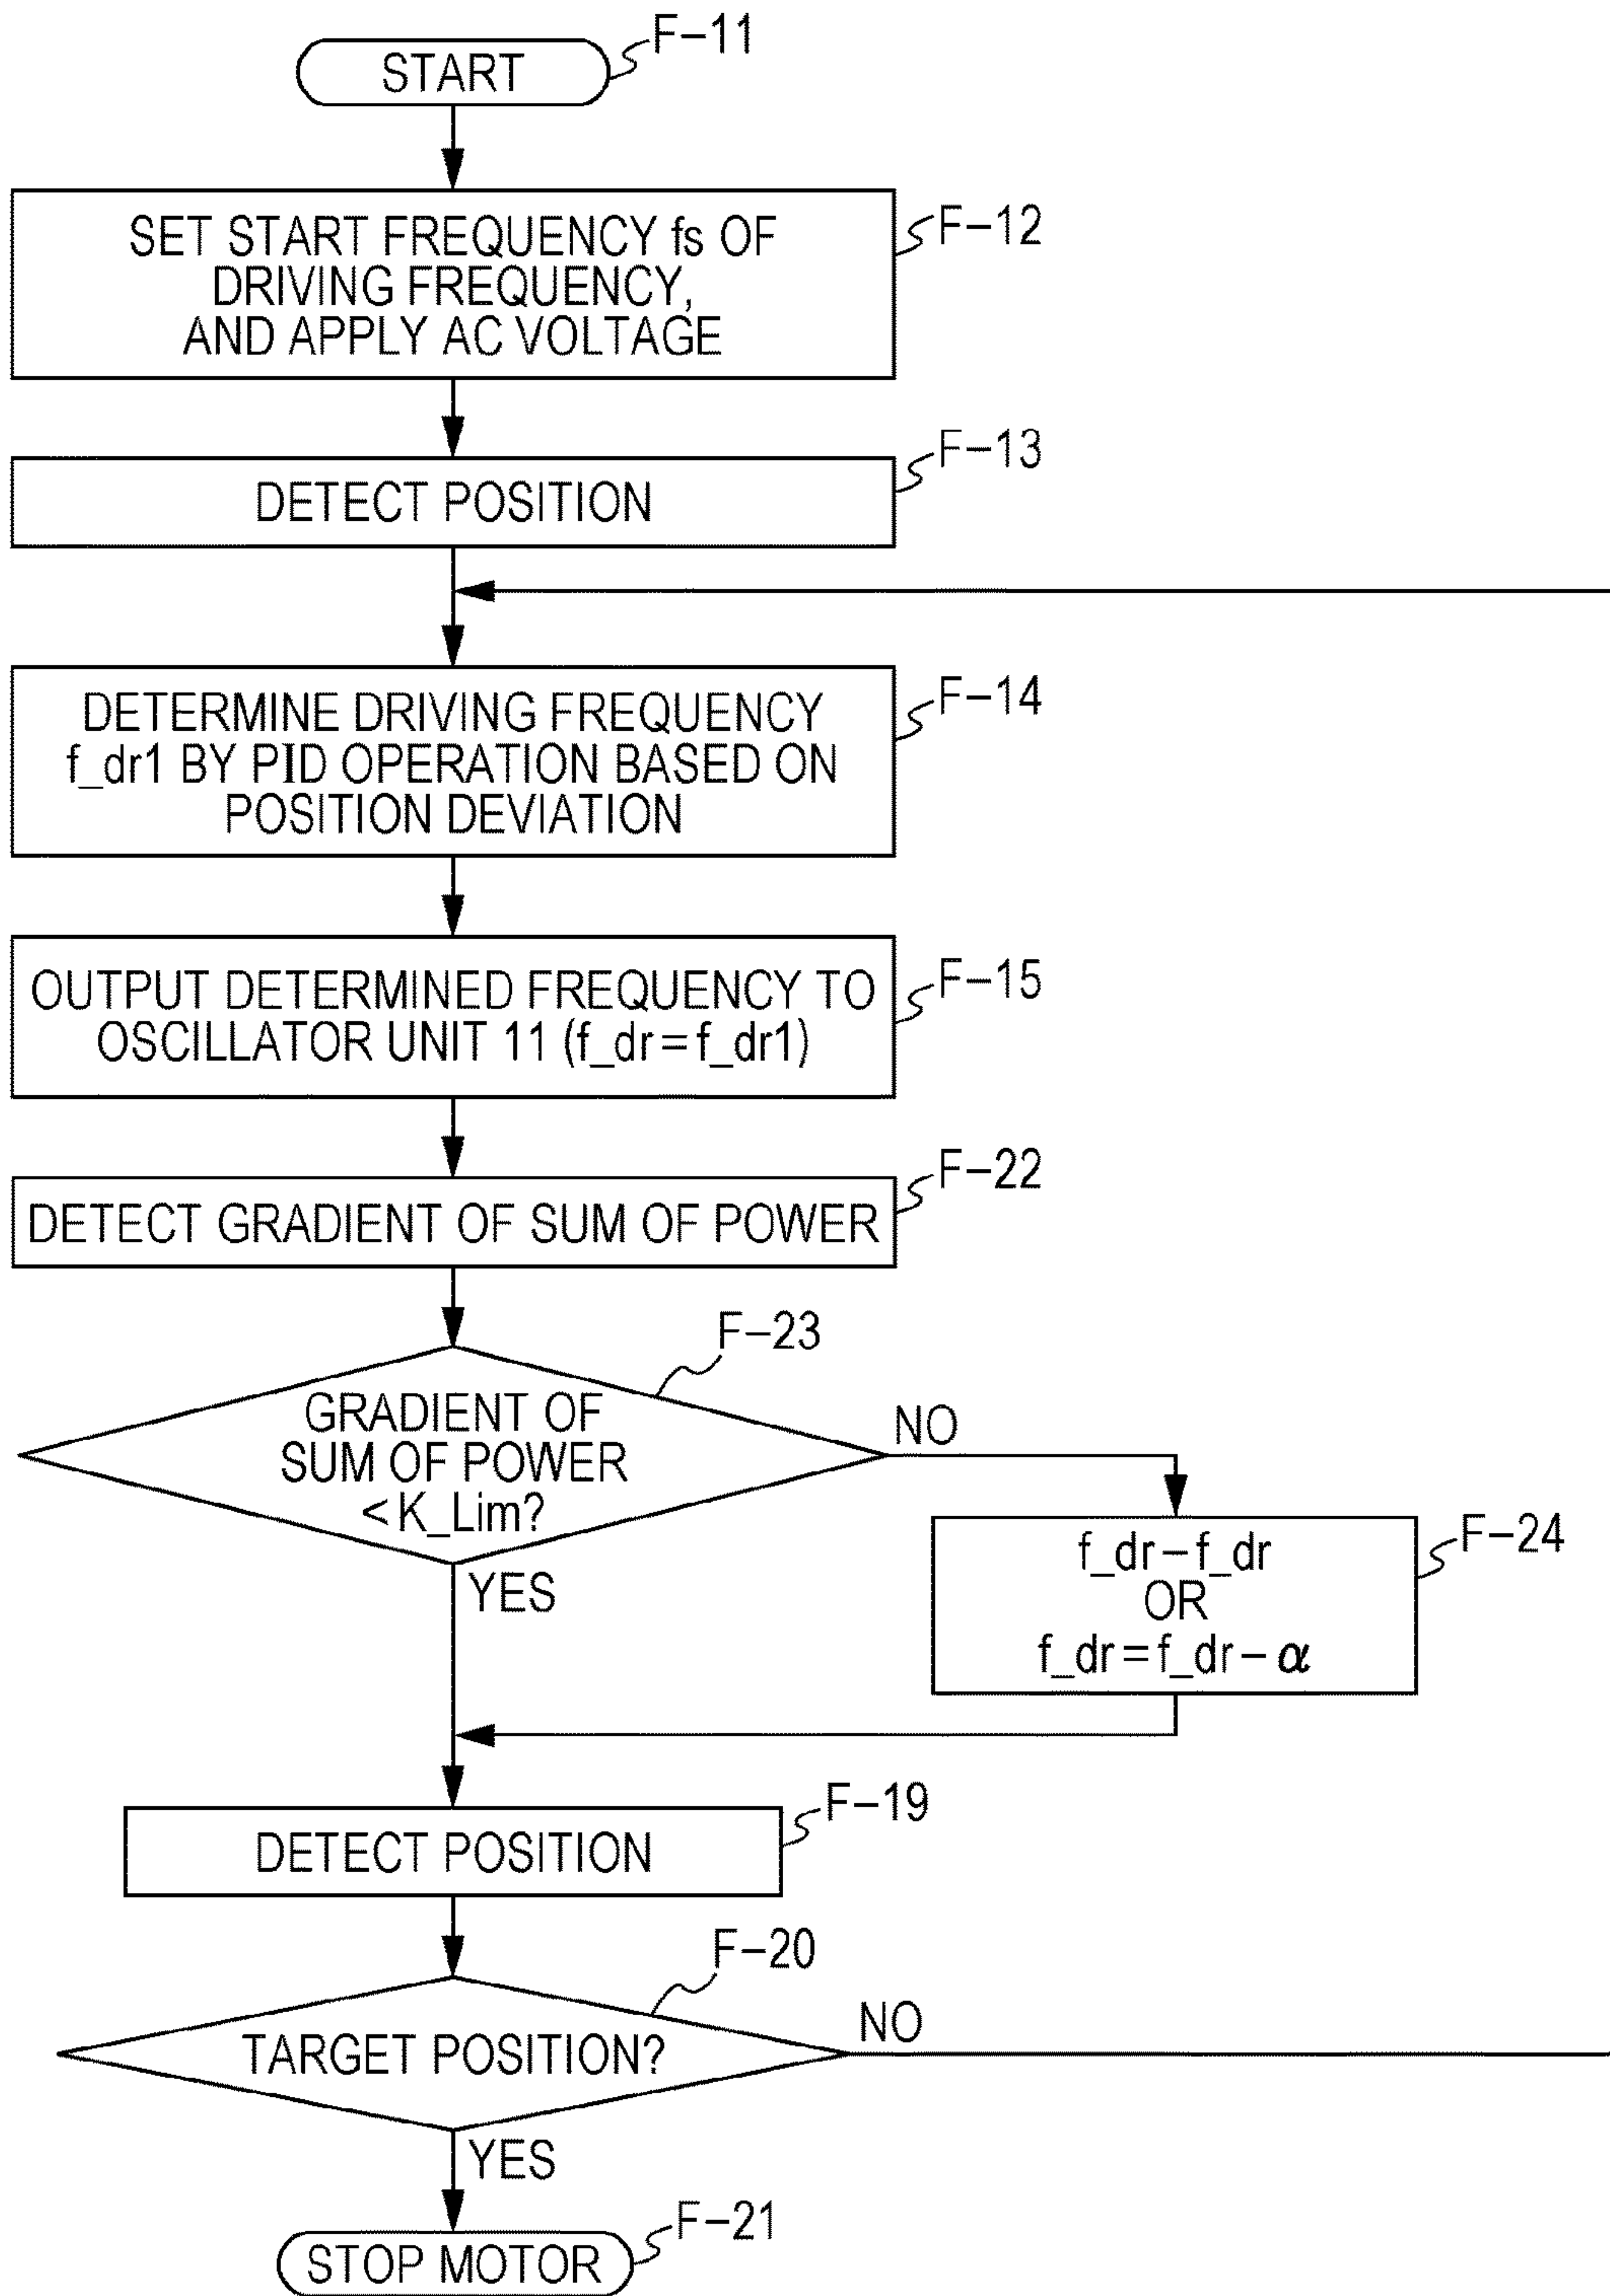 START
F-11
SET START FREQUENCY fs OF
DRIVING FREQUENCY,
AND APPLY AC VOLTAGE
F-12
DETECT POSITION
F-13
DETERMINE DRIVING FREQUENCY
f_dr1 BY PID OPERATION BASED ON
POSITION DEVIATION
F-14
OUTPUT DETERMINED FREQUENCY TO
OSCILLATOR UNIT 11 (f_dr=f_dr1)
F-15
DETECT GRADIENT OF SUM OF POWER
F-22
GRADIENT OF
SUM OF POWER
< K_Lim?
F-23
NO
YES
f_dr-f_dr
OR
f_dr=f_dr-α
F-24
DETECT POSITION
F-19
TARGET POSITION?
F-20
NO
YES
STOP MOTOR
F-21